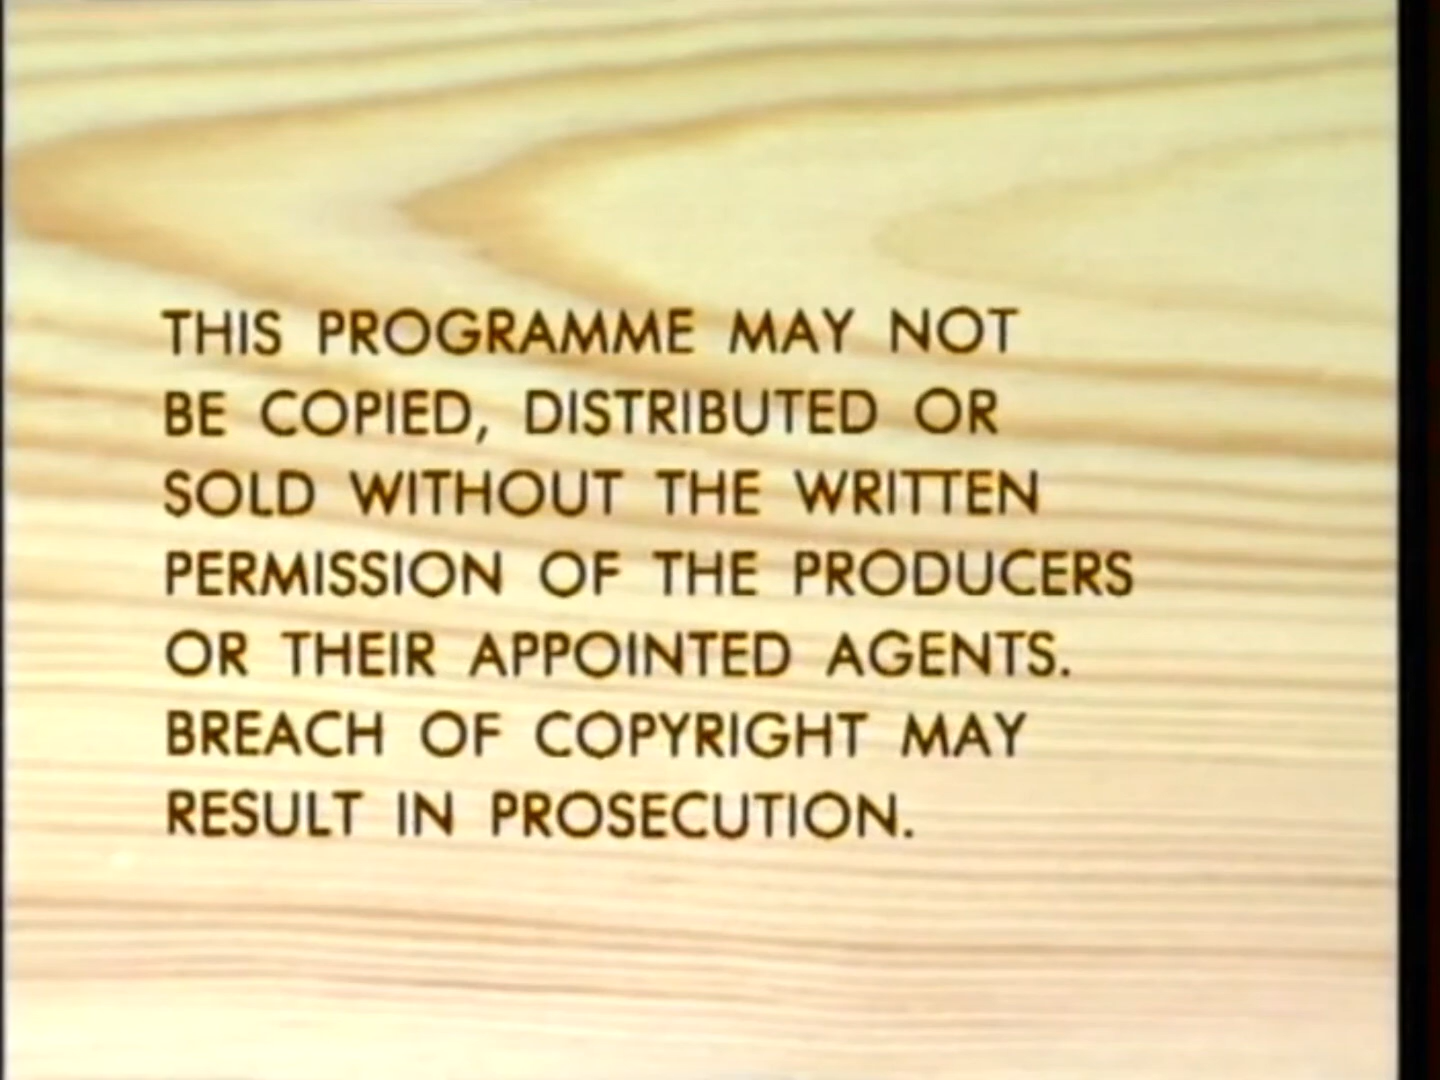 THIS PROGRAMME MAY NOT
BE COPIED, DISTRIBUTED OR
SOLD WITHOUT THE WRITTEN
PERMISSION OF THE PRODUCERS
OR THEIR APPOINTED AGENTS.
BREACH OF COPYRIGHT MAY
RESULT IN PROSECUTION.